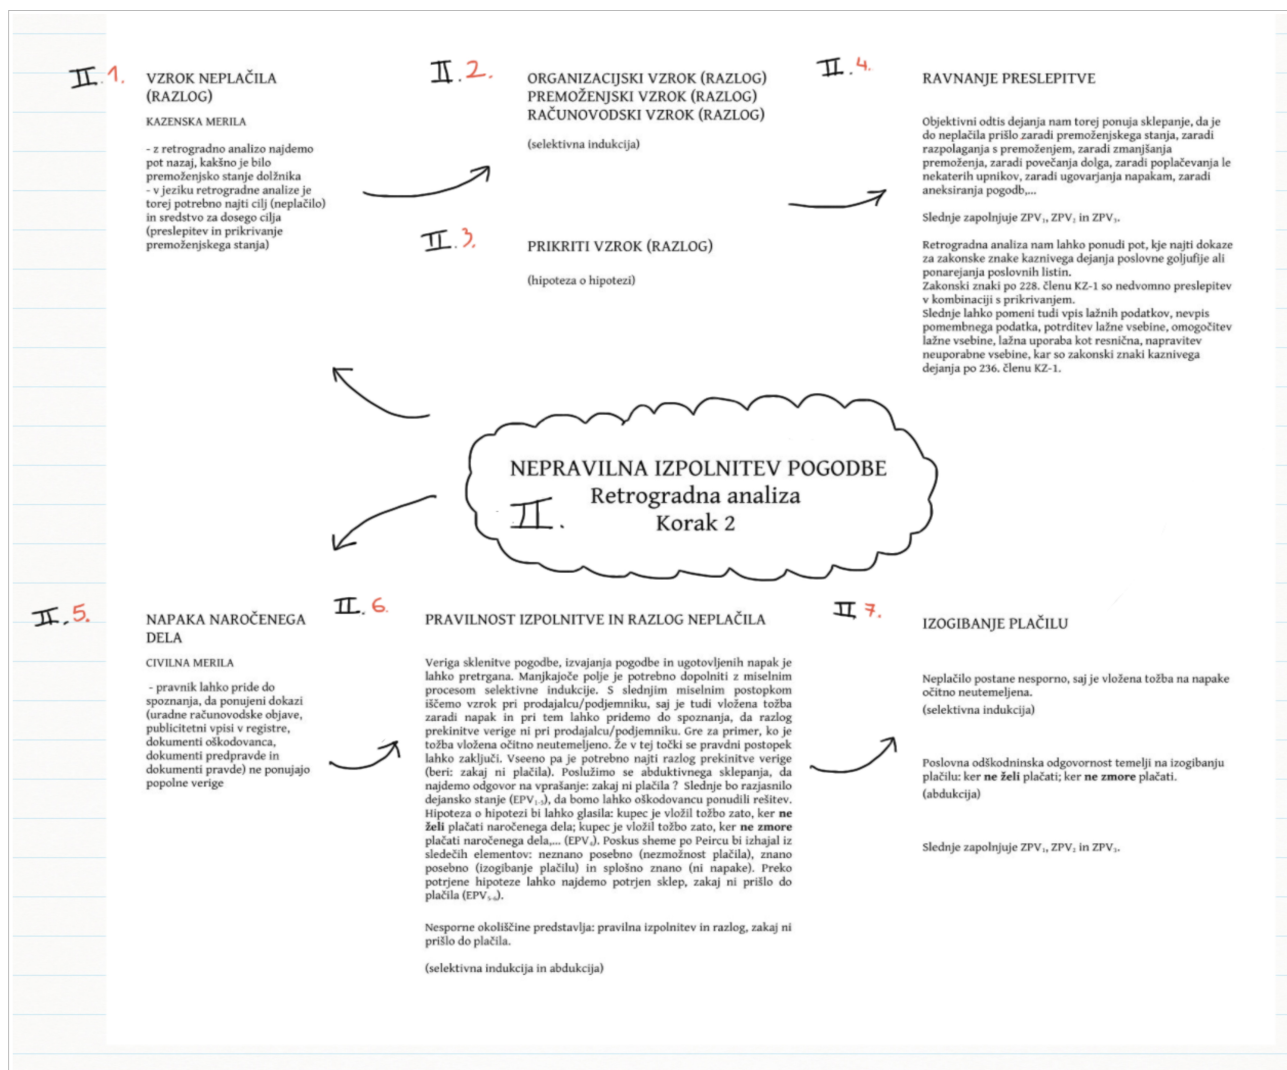 II.1.
VZROK NEPLAČILA
(RAZLOG)
KAZENSKA MERILA
- z retrogradno analizo najdemo
pot nazaj, kakšno je bilo
premoženjsko stanje dolžnika
- v jeziku retrogradne analize je
torej potrebno najti cilj (neplačilo)
in sredstvo za dosego cilja
(preslepitev in prikrivanje
premoženjskega stanja)
II.2.
ORGANIZACIJSKI VZROK (RAZLOG)
PREMOŽENJSKI VZROK (RAZLOG)
RAČUNOVODSKI VZROK (RAZLOG)
(selektivna indukcija)
II.3.
PRIKRITI VZROK (RAZLOG)
(hipoteza o hipotezi)
II.4.
RAVNANJE PRESLEPITVE
Objektivni odtis dejanja nam torej ponuja sklepanje, da je
do neplačila prišlo zaradi premoženjskega stanja, zaradi
razpolaganja s premoženjem, zaradi zmanjšanja
premoženja, zaradi povečanja dolga, zaradi poplačevanja le
nekaterih upnikov, zaradi ugovarjanja napakam, zaradi
aneksiranja pogodb,...
Slednje zapolnjuje ZPV₁, ZPV₂ in ZPV₃.
Retrogradna analiza nam lahko ponudi pot, kje najti dokaze
za zakonske znake kaznivega dejanja poslovne goljufije ali
ponarejanja poslovnih listin.
Zakonski znaki po 228. členu KZ-1 so nedvomno preslepitev
v kombinaciji s prikrivanjem.
Slednje lahko pomeni tudi vpis lažnih podatkov, nevpis
pomembnega podatka, potrditev lažne vsebine, omogočitev
lažne vsebine, lažna uporaba kot resnična, napravitev
neuporabne vsebine, kar so zakonski znaki kaznivega
dejanja po 236. členu KZ-1.
NEPRAVILNA IZPOLNITEV POGODBE
Retrogradna analiza
II.
Korak 2
II.5.
NAPAKA NAROČENEGA
DELA
CIVILNA MERILA
- pravnik lahko pride do
spoznanja, da ponujeni dokazi
(uradne računovodske objave,
publicitetni vpisi v registre,
dokumenti oškodovanca,
dokumenti predpravde in
dokumenti pravde) ne ponujajo
popolne verige
II.6.
PRAVILNOST IZPOLNITVE IN RAZLOG NEPLAČILA
Veriga sklenitve pogodbe, izvajanja pogodbe in ugotovljenih napak je
lahko pretrgana. Manjkajoče polje je potrebno dopolniti z miselnim
procesom selektivne indukcije. S slednjim miselnim postopkom
iščemo vzrok pri prodajalcu/podjemniku, saj je tudi vložena tožba
zaradi napak in pri tem lahko pridemo do spoznanja, da razlog
prekinitve verige ni pri prodajalcu/podjemniku. Gre za primer, ko je
tožba vložena očitno neutemeljeno. Že v tej točki se pravdni postopek
lahko zaključi. Vseeno pa je potrebno najti razlog prekinitve verige
(beri: zakaj ni plačila). Poslužimo se abduktivnega sklepanja, da
najdemo odgovor na vprašanje: zakaj ni plačila ? Slednje bo razjasnilo
dejansko stanje (EPV₁₋₅), da bomo lahko oškodovancu ponudili rešitev.
Hipoteza o hipotezi bi lahko glasila: kupec je vložil tožbo zato, ker ne
želi plačati naročenega dela; kupec je vložil tožbo zato, ker ne zmore
plačati naročenega dela,... (EPV₄). Poskus sheme po Peircu bi izhajal iz
sledečih elementov: neznano posebno (nezmožnost plačila), znano
posebno (izogibanje plačilu) in splošno znano (ni napake). Preko
potrjene hipoteze lahko najdemo potrjen sklep, zakaj ni prišlo do
plačila (EPV₅₋₆).
Nesporne okoliščine predstavlja: pravilna izpolnitev in razlog, zakaj ni
prišlo do plačila.
(selektivna indukcija in abdukcija)
II.7.
IZOGIBANJE PLAČILU
Neplačilo postane nesporno, saj je vložena tožba na napake
očitno neutemeljena.
(selektivna indukcija)
Poslovna odškodninska odgovornost temelji na izogibanju
plačilu: ker ne želi plačati; ker ne zmore plačati.
(abdukcija)
Slednje zapolnjuje ZPV₁, ZPV₂ in ZPV₃.